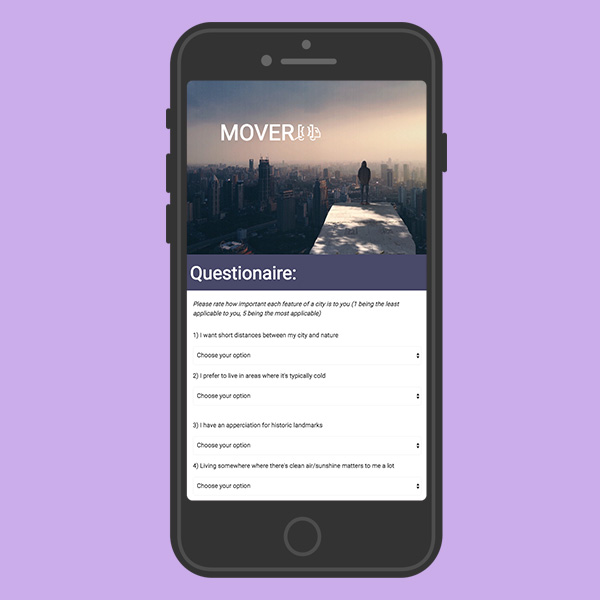 MOVER
Questionaire:
Please rate how important each feature of a city is to you (1 being the least
applicable to you, 5 being the most applicable)
1) I want short distances between my city and nature
Choose your option
2) I prefer to live in areas where it's typically cold
Choose your option
3) I have an apperciation for historic landmarks
Choose your option
4) Living somewhere where there's clean air/sunshine matters to me a lot
Choose your option